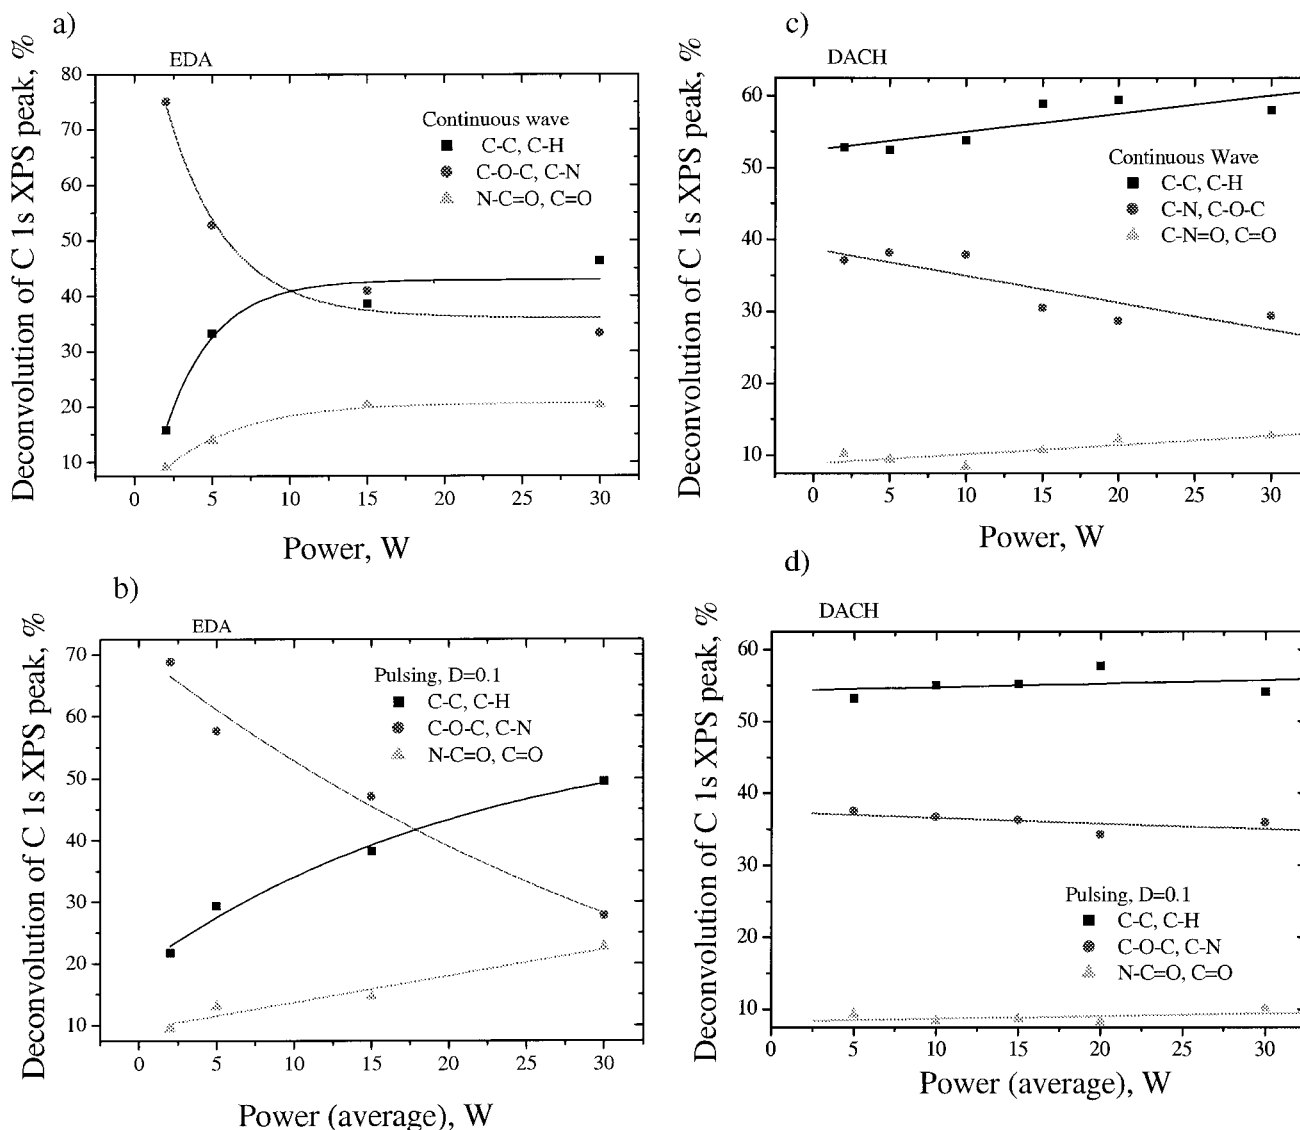 a)
EDA
Deconvolution of C 1s XPS peak, %
80
70
60
50
40
30
20
10
Continuous wave
C-C, C-H
C-O-C, C-N
N-C=O, C=O
0 5 10 15 20 25 30
Power, W
c)
DACH
Deconvolution of C 1s XPS peak, %
60
50
40
30
20
10
Continuous Wave
C-C, C-H
C-N, C-O-C
C-N=O, C=O
0 5 10 15 20 25 30
Power, W
b)
EDA
Deconvolution of C 1s XPS peak, %
70
60
50
40
30
20
10
Pulsing, D=0.1
C-C, C-H
C-O-C, C-N
N-C=O, C=O
0 5 10 15 20 25 30
Power (average), W
d)
DACH
Deconvolution of C 1s XPS peak, %
60
50
40
30
20
10
Pulsing, D=0.1
C-C, C-H
C-O-C, C-N
N-C=O, C=O
0 5 10 15 20 25 30
Power (average), W